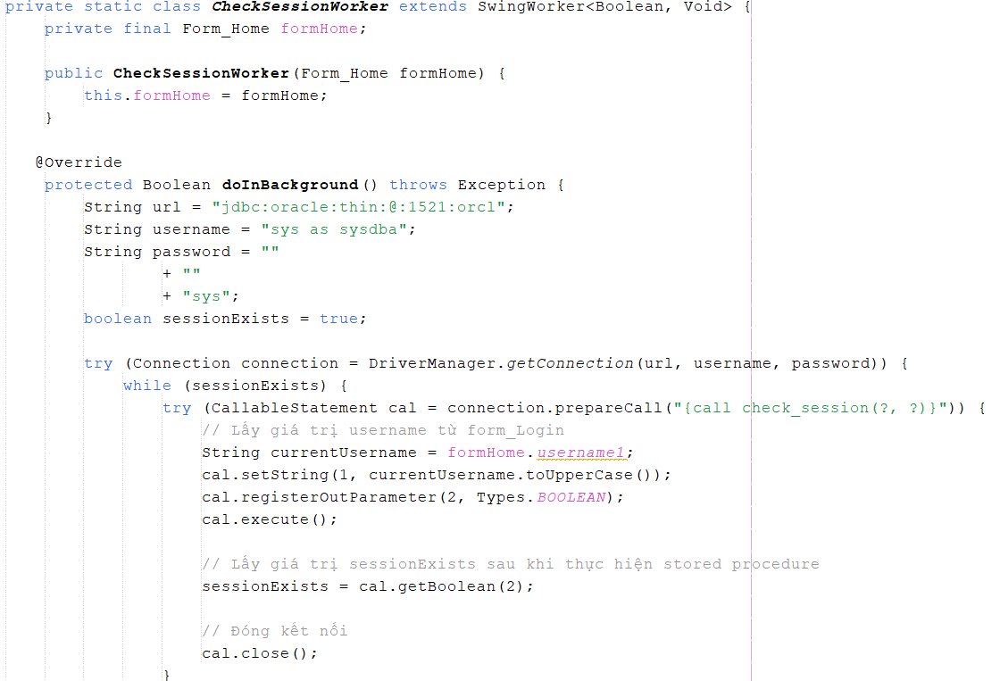 private static class CheckSessionWorker extends SwingWorker<Boolean, Void> {
    private final Form_Home formHome;

    public CheckSessionWorker(Form_Home formHome) {
        this.formHome = formHome;
    }

   @Override
    protected Boolean doInBackground() throws Exception {
        String url = "jdbc:oracle:thin:@:1521:orcl";
        String username = "sys as sysdba";
        String password = ""
                + ""
                + "sys";
        boolean sessionExists = true;

        try (Connection connection = DriverManager.getConnection(url, username, password)) {
            while (sessionExists) {
                try (CallableStatement cal = connection.prepareCall("{call check_session(?, ?)}")) {
                    // Lấy giá trị username từ form_Login
                    String currentUsername = formHome.username1;
                    cal.setString(1, currentUsername.toUpperCase());
                    cal.registerOutParameter(2, Types.BOOLEAN);
                    cal.execute();

                    // Lấy giá trị sessionExists sau khi thực hiện stored procedure
                    sessionExists = cal.getBoolean(2);

                    // Đóng kết nối
                    cal.close();
                }